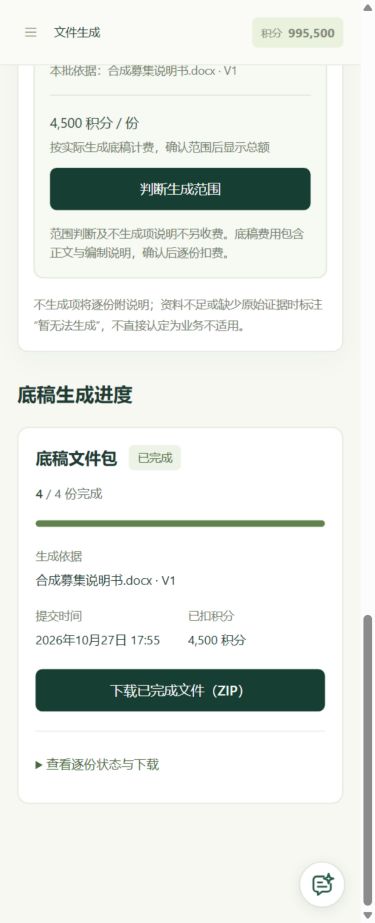 文件生成
积分 995,500
本批依据：合成募集说明书.docx · V1
4,500 积分 / 份
按实际生成底稿计费，确认范围后显示总额
判断生成范围
范围判断及不生成项说明不另收费。底稿费用包含
正文与编制说明，确认后逐份扣费。
不生成项将逐份附说明；资料不足或缺少原始证据时标注
“暂无法生成”，不直接认定为业务不适用。
底稿生成进度
底稿文件包 已完成
4 / 4 份完成
生成依据
合成募集说明书.docx · V1
提交时间 已扣积分
2026年10月27日 17:55 4,500 积分
下载已完成文件（ZIP）
▶ 查看逐份状态与下载